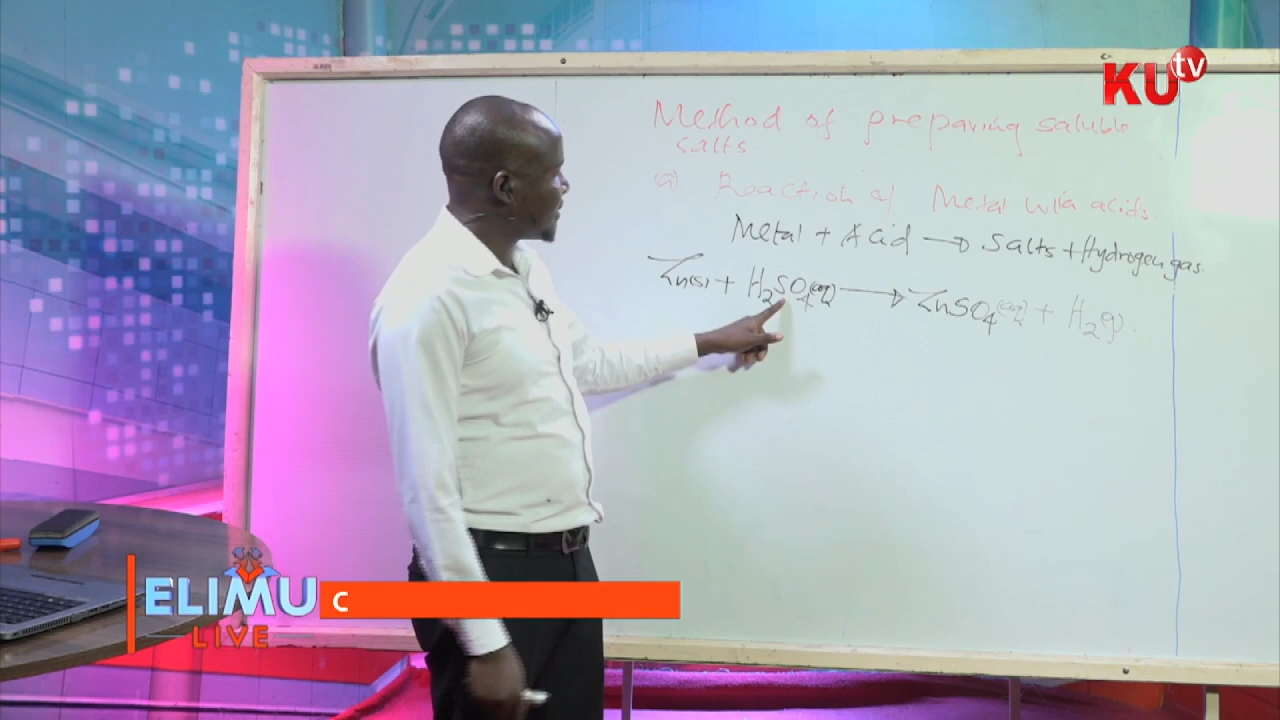 KU tv
Method of preparing saluble
salts
(a) Reaction of Metal with acids.
Metal + Acid → Salts + Hydrogen gas.
Zn(s) + H2SO4(aq) → ZnSO4(aq) + H2(g).
ELIMU
LIVE
C